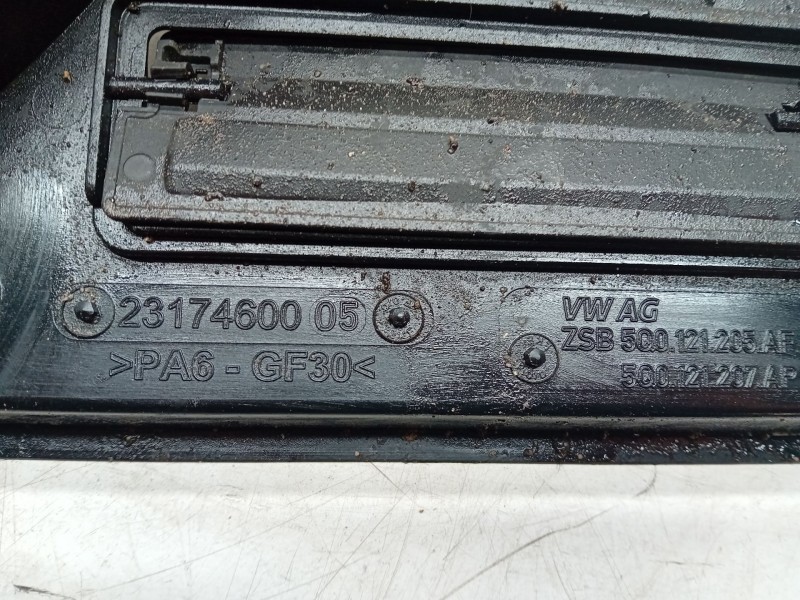 23174600 05
>PA6 - GF30<
VW AG
ZSB 5Q0.121.205.AF
5Q0.121.207.AP